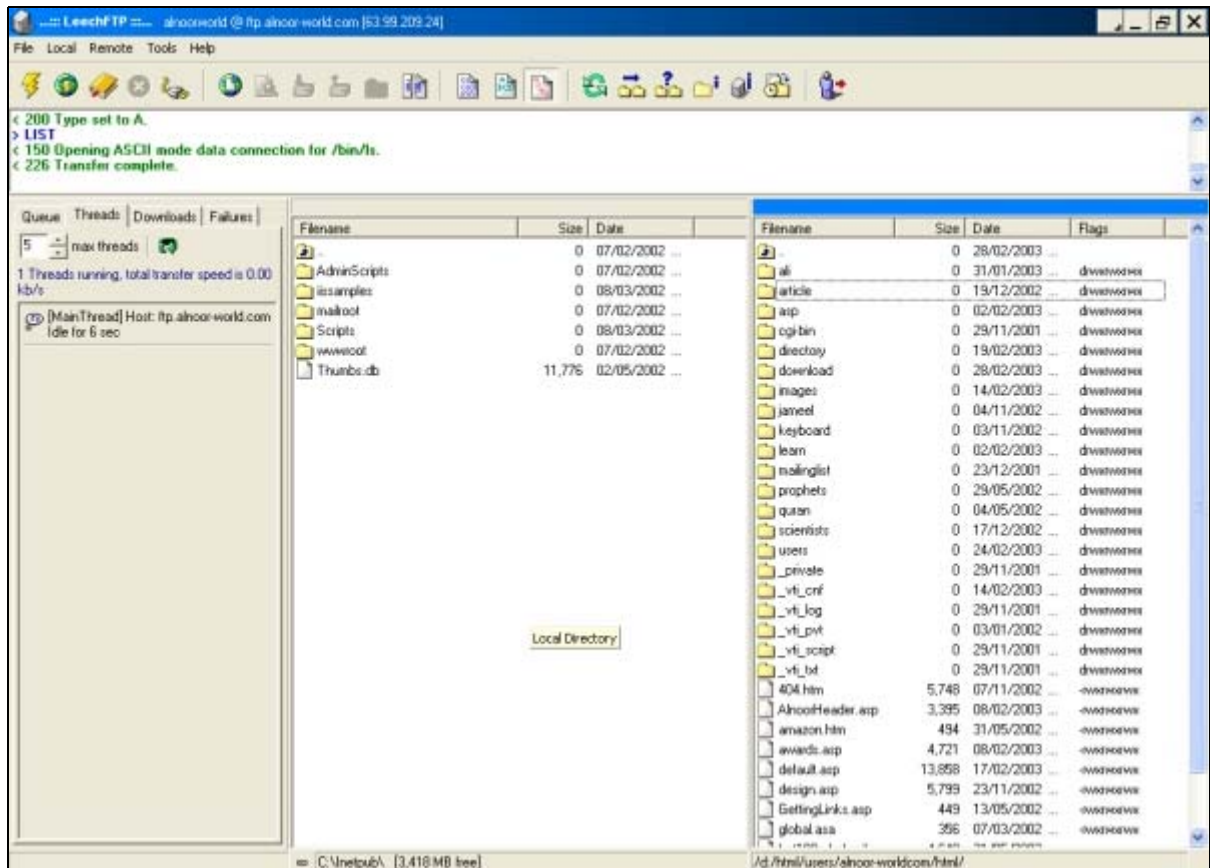 ...::: LeechFTP :::... alnoorworld @ ftp.alnoor-world.com [63.99.209.24]
File Local Remote Tools Help
< 200 Type set to A.
> LIST
< 150 Opening ASCII mode data connection for /bin/ls.
< 226 Transfer complete.
Queue Threads Downloads Failures
5 max threads
1 Threads running, total transfer speed is 0.00 kb/s
[MainThread] Host: ftp.alnoor-world.com
Idle for 6 sec
Filename Size Date
.. 0 07/02/2002 ...
AdminScripts 0 07/02/2002 ...
iissamples 0 08/03/2002 ...
mailroot 0 07/02/2002 ...
Scripts 0 08/03/2002 ...
wwwroot 0 07/02/2002 ...
Thumbs.db 11,776 02/05/2002 ...
Local Directory
C:\Inetpub\ [3,418 MB free]
Filename Size Date Flags
.. 0 28/02/2003 ...
ali 0 31/01/2003 ...
article 0 19/12/2002 ...
asp 0 02/02/2003 ...
cgi-bin 0 29/11/2001 ...
directory 0 19/02/2003 ...
download 0 28/02/2003 ...
images 0 14/02/2003 ...
jameel 0 04/11/2002 ...
keyboard 0 03/11/2002 ...
learn 0 02/02/2003 ...
mailinglist 0 23/12/2001 ...
prophets 0 29/05/2002 ...
quran 0 04/05/2002 ...
scientists 0 17/12/2002 ...
users 0 24/02/2003 ...
_private 0 29/11/2001 ...
_vti_cnf 0 14/02/2003 ...
_vti_log 0 29/11/2001 ...
_vti_pvt 0 03/01/2002 ...
_vti_script 0 29/11/2001 ...
_vti_txt 0 29/11/2001 ...
404.htm 5,748 07/11/2002 ...
AlnoorHeader.asp 3,395 08/02/2003 ...
amazon.htm 494 31/05/2002 ...
awards.asp 4,721 08/02/2003 ...
default.asp 13,858 17/02/2003 ...
design.asp 5,799 23/11/2002 ...
GettingLinks.asp 449 13/05/2002 ...
global.asa 356 07/03/2002 ...
/d:/html/users/alnoor-worldcom/html/